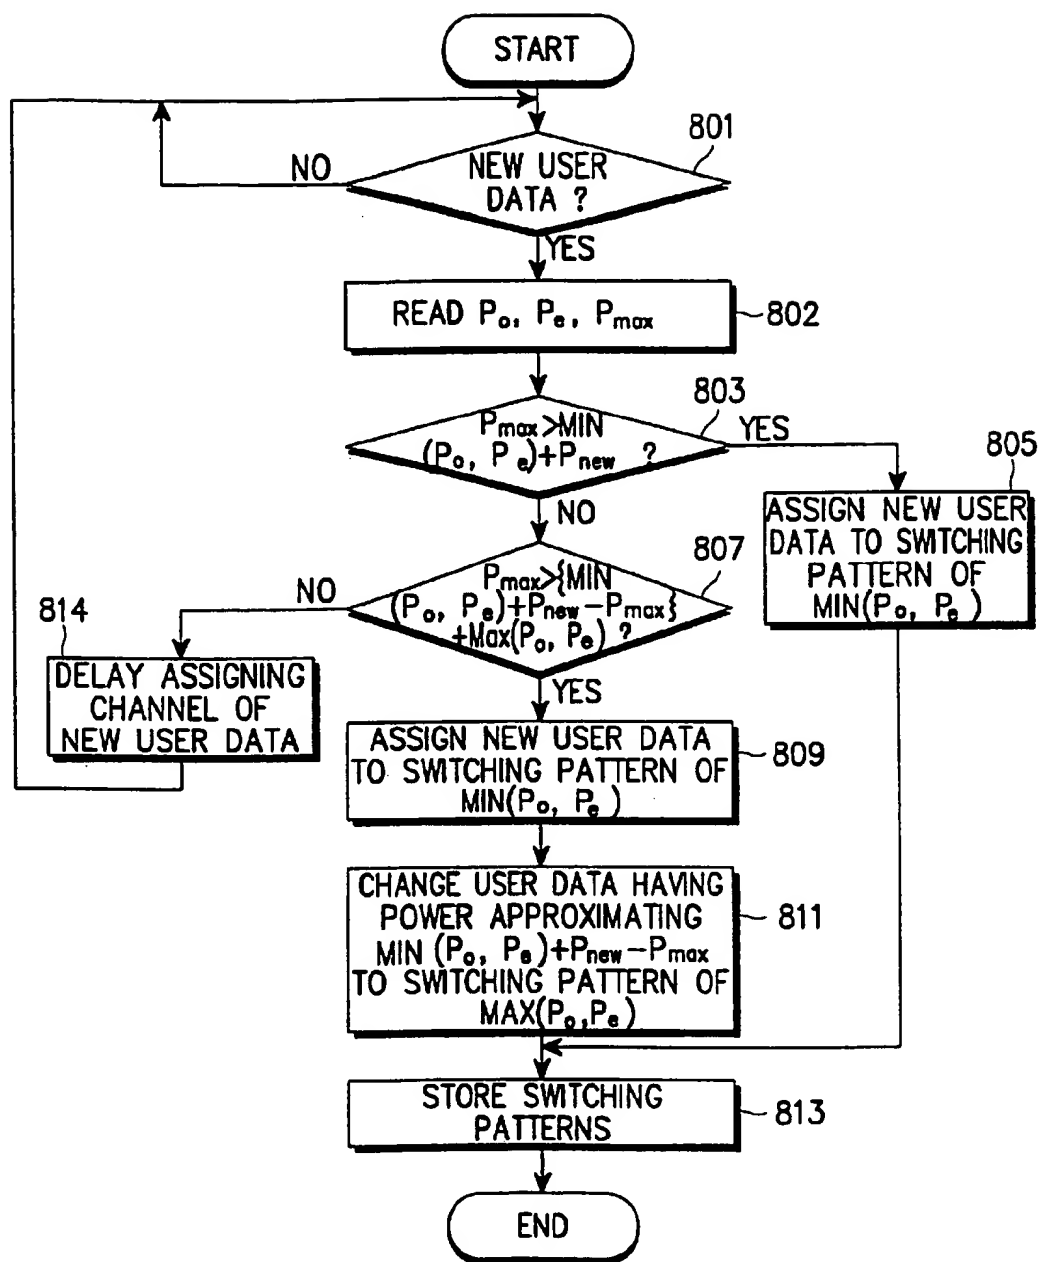 START
801
NO
NEW USER
DATA ?
YES
READ Po, Pe, Pmax
802
803
Pmax>MIN
(Po, Pe)+Pnew ?
YES
805
NO
ASSIGN NEW USER
DATA TO SWITCHING
PATTERN OF
MIN(Po, Pe)
807
Pmax>{MIN
(Po, Pe)+Pnew-Pmax}
+Max(Po, Pe) ?
NO
814
YES
DELAY ASSIGNING
CHANNEL OF
NEW USER DATA
ASSIGN NEW USER DATA
TO SWITCHING PATTERN OF
MIN(Po, Pe)
809
CHANGE USER DATA HAVING
POWER APPROXIMATING
MIN (Po, Pe)+Pnew-Pmax
TO SWITCHING PATTERN OF
MAX(Po,Pe)
811
STORE SWITCHING
PATTERNS
813
END